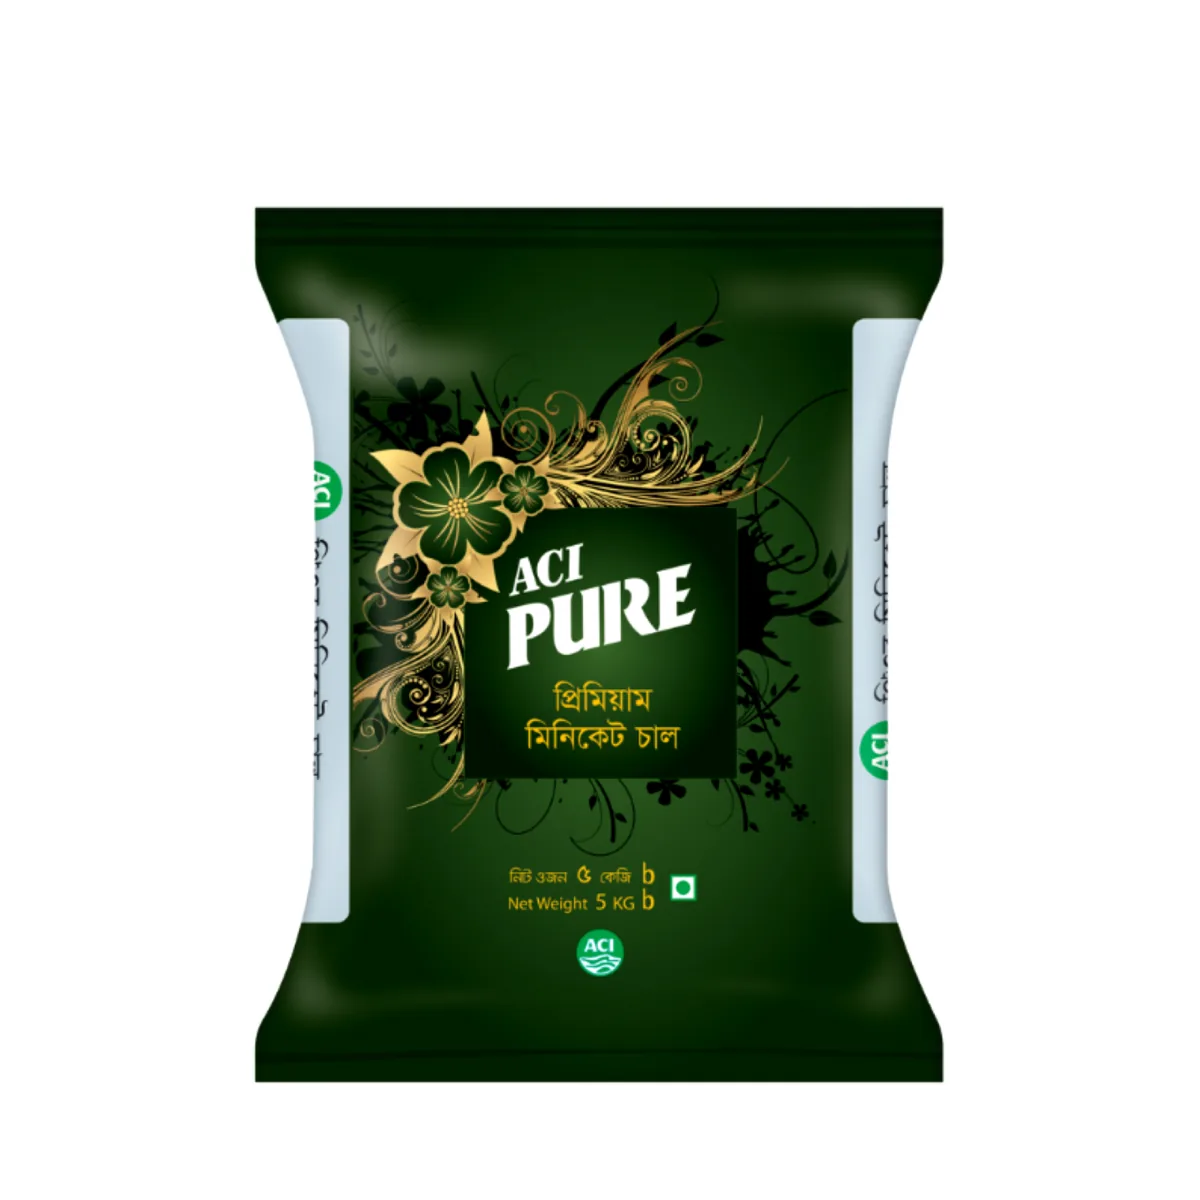 ACI
PURE
প্রিমিয়াম
মিনিকেট চাল
নিট ওজন ৫ কেজি b
Net Weight 5 KG b
ACI
ACI
ACI